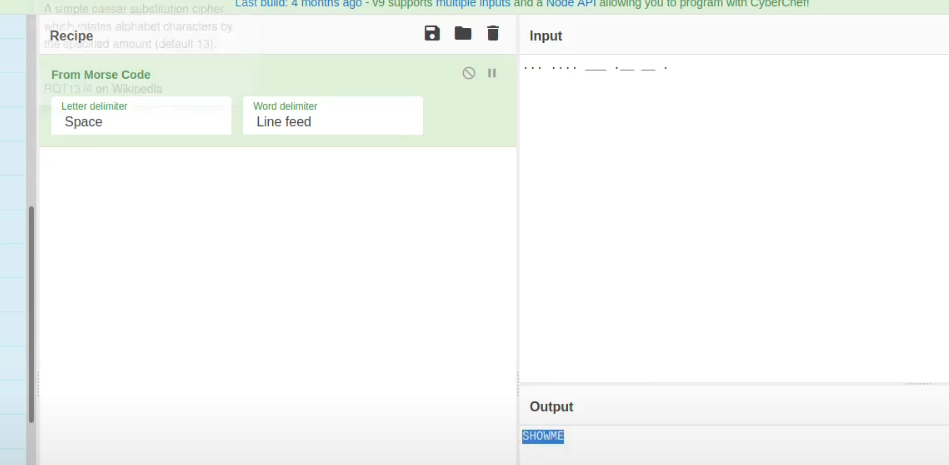 Last build: 4 months ago - v9 supports multiple inputs and a Node API allowing you to program with CyberChef!
A simple caesar substitution cipher
which rotates alphabet characters by
the specified amount (default 13).
ROT13 on Wikipedia
Recipe
From Morse Code
Letter delimiter
Space
Word delimiter
Line feed
Input
... .... ___ .__ __ .
Output
SHOWME